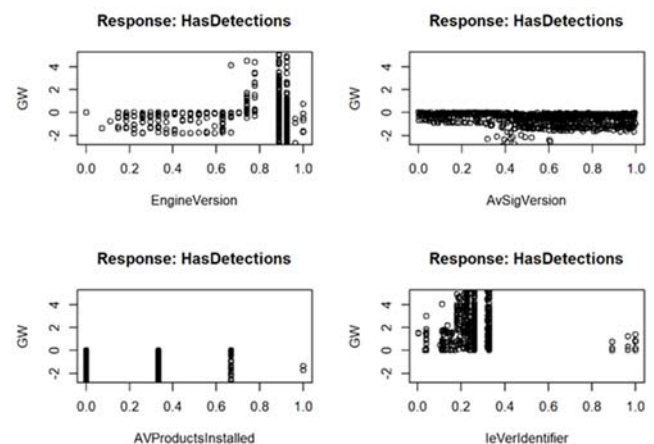 Response: HasDetections
GW
4
2
0
-2
0.0 0.2 0.4 0.6 0.8 1.0
EngineVersion
Response: HasDetections
GW
4
2
0
-2
0.0 0.2 0.4 0.6 0.8 1.0
AvSigVersion
Response: HasDetections
GW
4
2
0
-2
0.0 0.2 0.4 0.6 0.8 1.0
AVProductsInstalled
Response: HasDetections
GW
4
2
0
-2
0.0 0.2 0.4 0.6 0.8 1.0
IeVerIdentifier